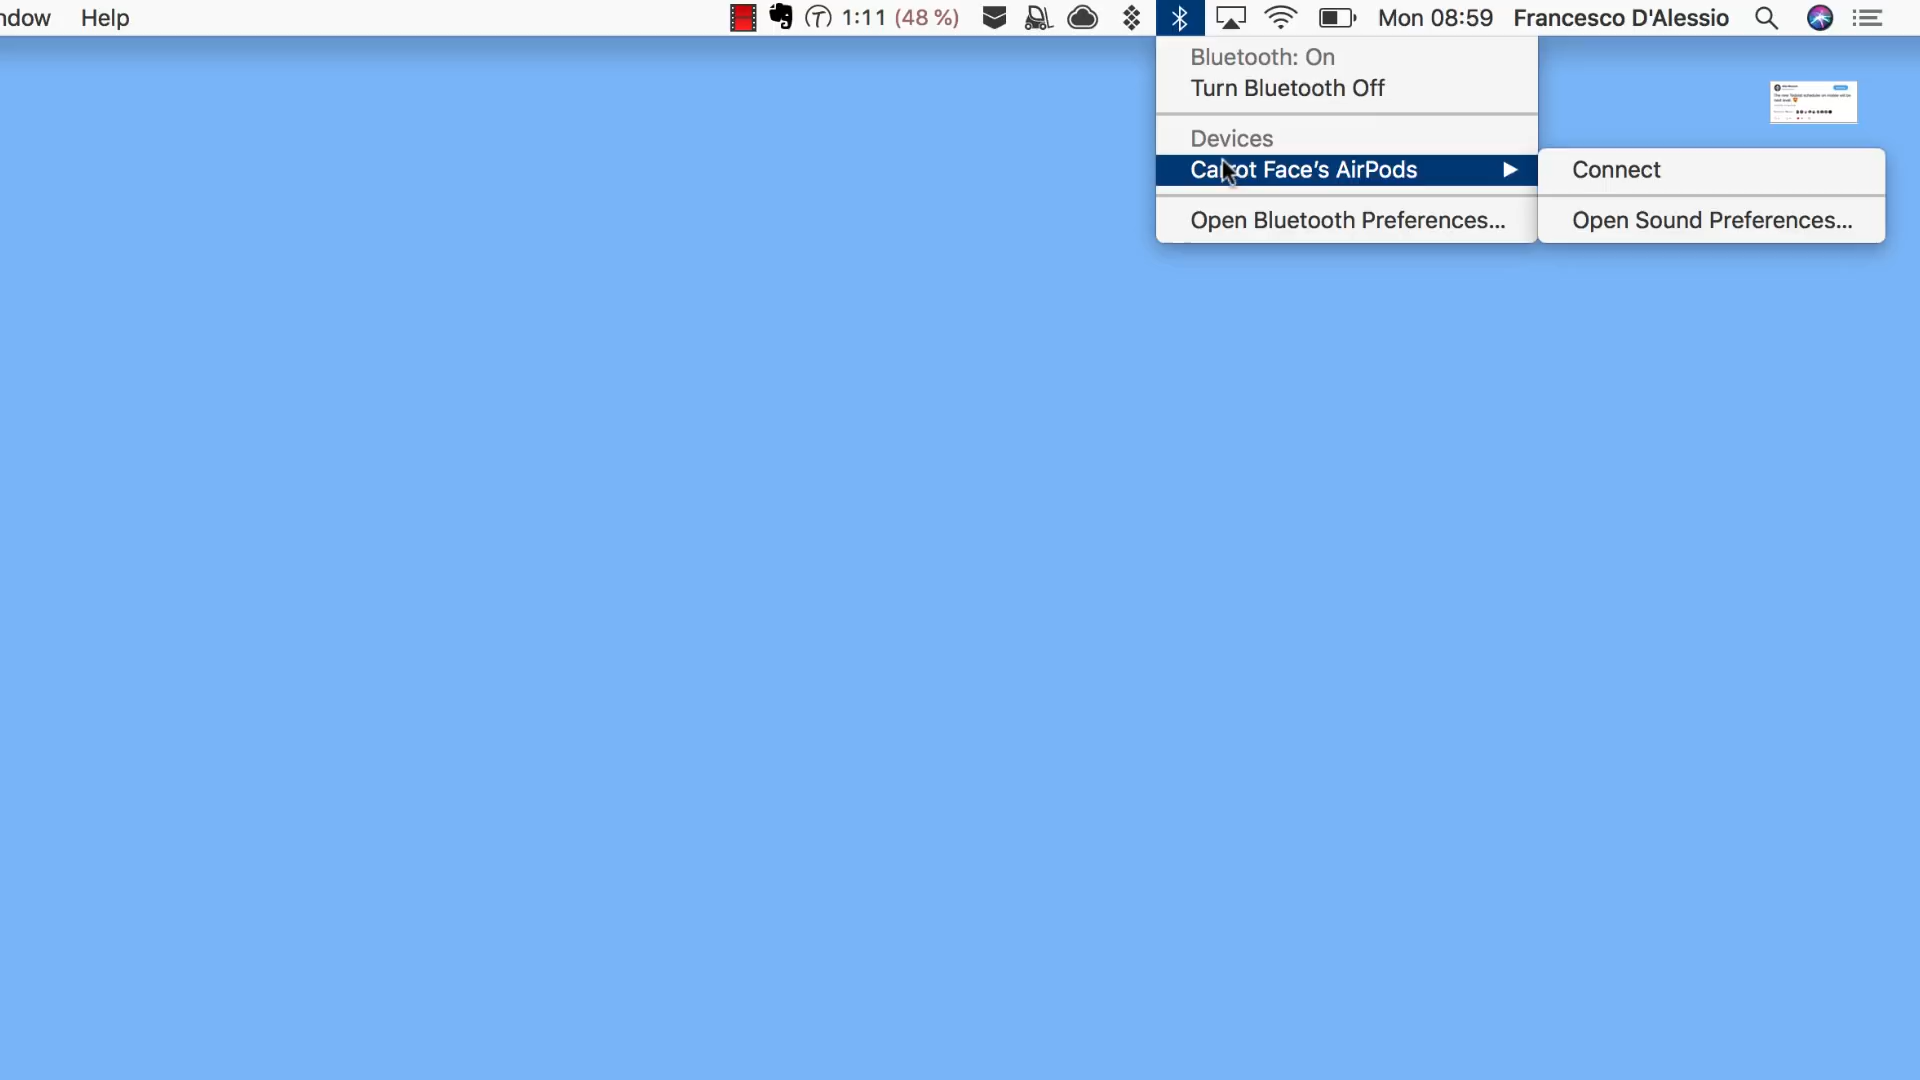 ndow Help 1:11 (48 %) Mon 08:59 Francesco D'Alessio
Bluetooth: On
Turn Bluetooth Off
Devices
Carrot Face’s AirPods
Connect
Open Bluetooth Preferences...
Open Sound Preferences...